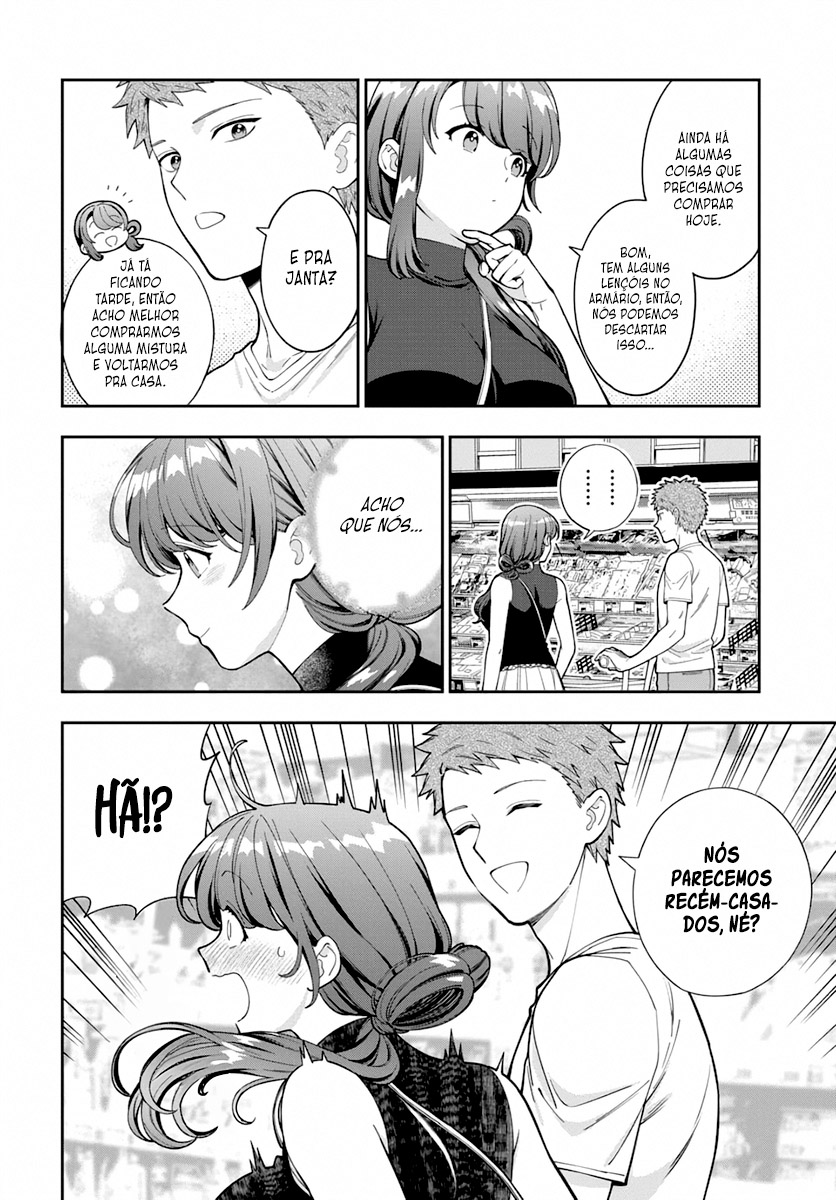 AINDA HÁ
ALGUMAS
COISAS QUE
PRECISAMOS
COMPRAR
HOJE.
BOM,
TEM ALGUNS
LENÇÓIS NO
ARMÁRIO, ENTÃO,
NÓS PODEMOS
DESCARTAR
ISSO...
E PRA
JANTA?
JÁ TÁ
FICANDO
TARDE, ENTÃO
ACHO MELHOR
COMPRARMOS
ALGUMA MISTURA
E VOLTARMOS
PRA CASA.
ACHO
QUE NÓS...
NÓS
PARECEMOS
RECÉM-CASA-
DOS, NÉ?
HÃ!?